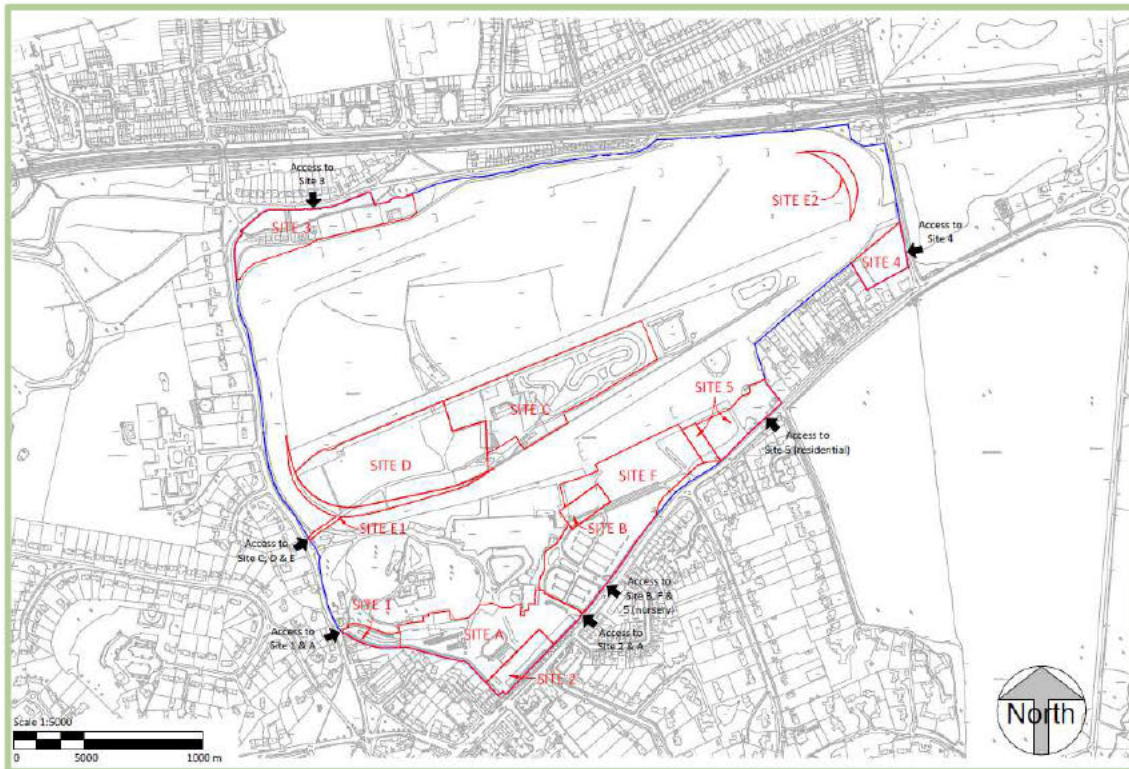 Access to
Site 3
SITE 3
SITE E2
Access to
Site 4
SITE 4
SITE C
SITE 5
Access to
Site 5 (residential)
SITE D
SITE F
SITE E1
SITE B
Access to
Site C, D & E
Access to
Site B, F &
5 (nursery)
SITE 1
SITE A
Access to
Site 1 & A
Access to
Site 2 & A
SITE 2
Scale 1:5000
0 5000 1000 m
North